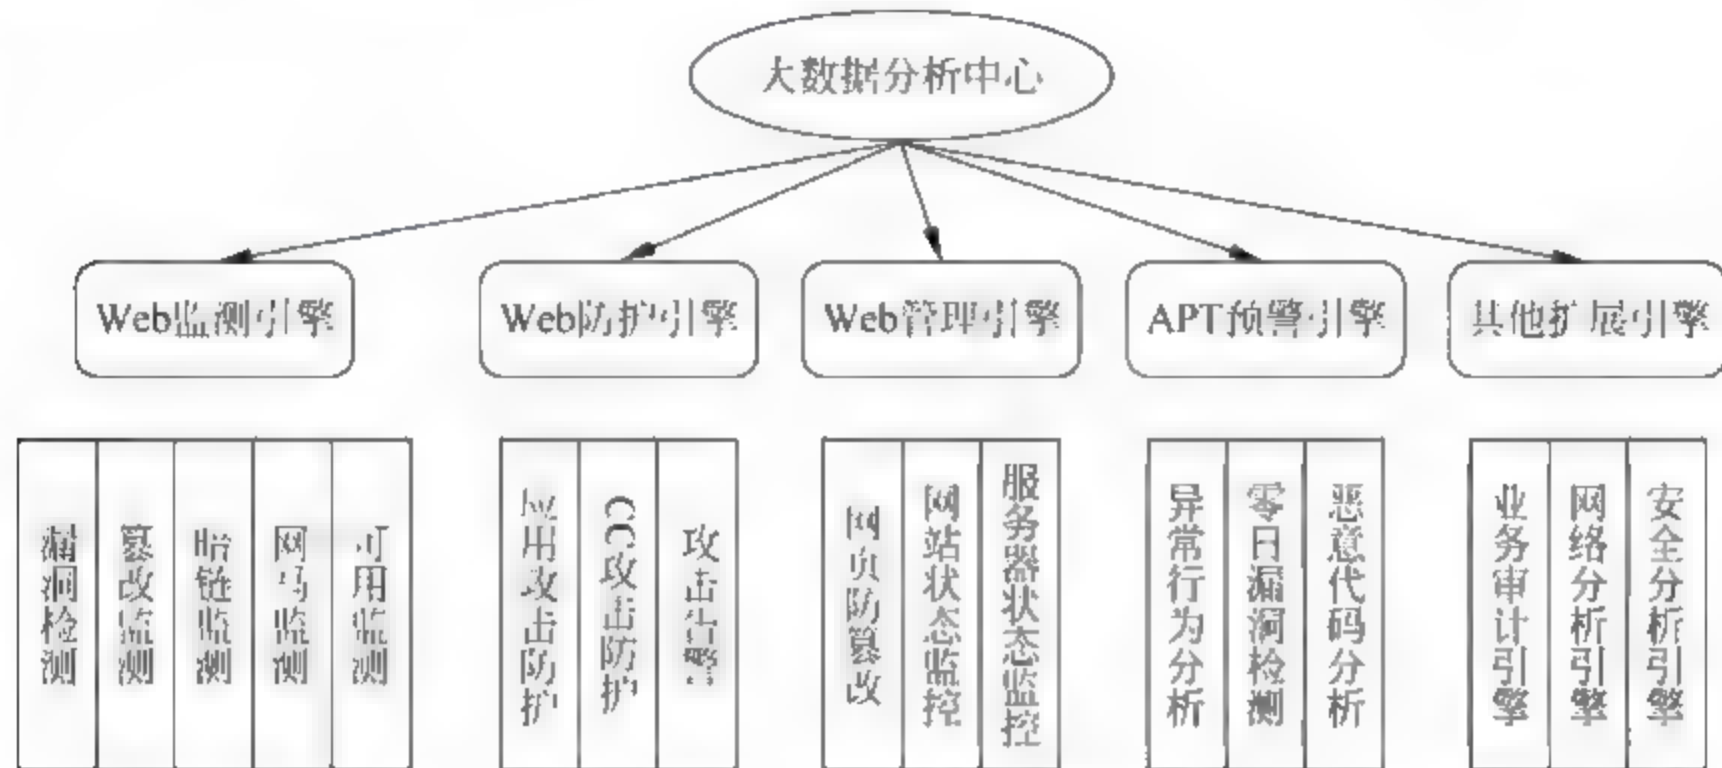 大数据分析中心
Web监测引擎
Web防护引擎
Web管理引擎
APT预警引擎
其他扩展引擎
漏洞检测
篡改监测
暗链监测
网马监测
可用监测
应用攻击防护
CC攻击防护
攻击告警
网页防篡改
网站状态监控
服务器状态监控
异常行为分析
零日漏洞检测
恶意代码分析
业务审计引擎
网络分析引擎
安全分析引擎